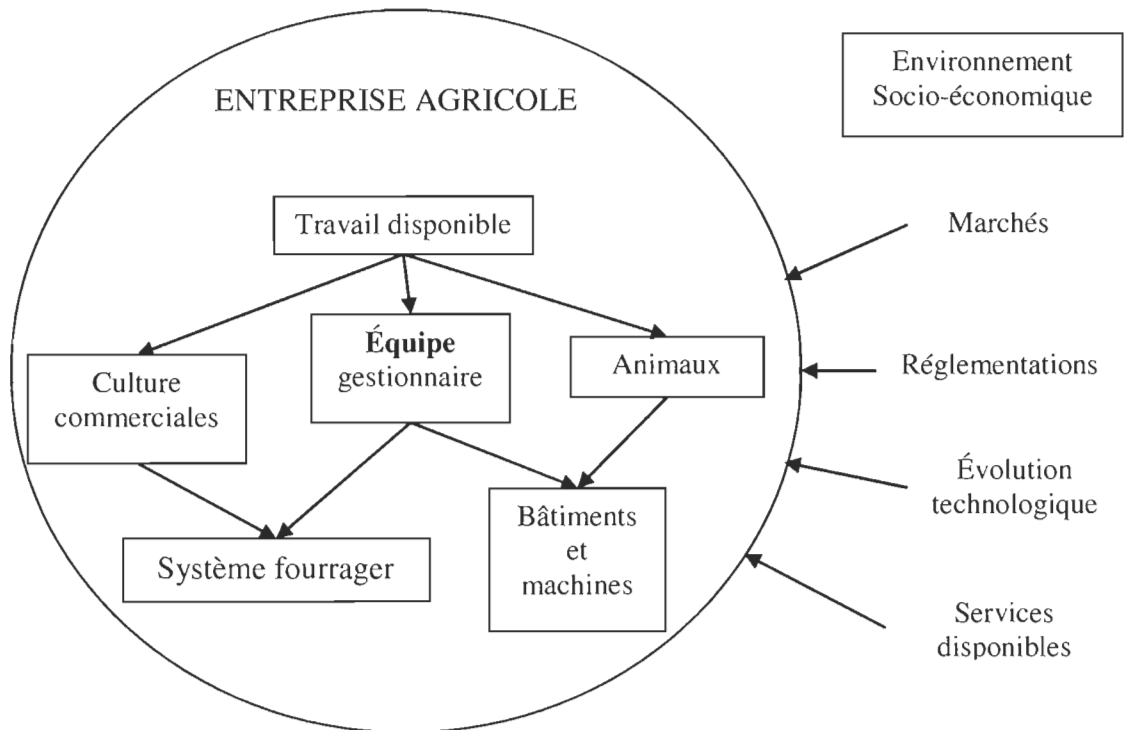 Environnement
Socio-économique
ENTREPRISE AGRICOLE
Travail disponible
Marchés
Équipe
gestionnaire
Animaux
Réglementations
Culture
commerciales
Évolution
technologique
Bâtiments
et
machines
Système fourrager
Services
disponibles